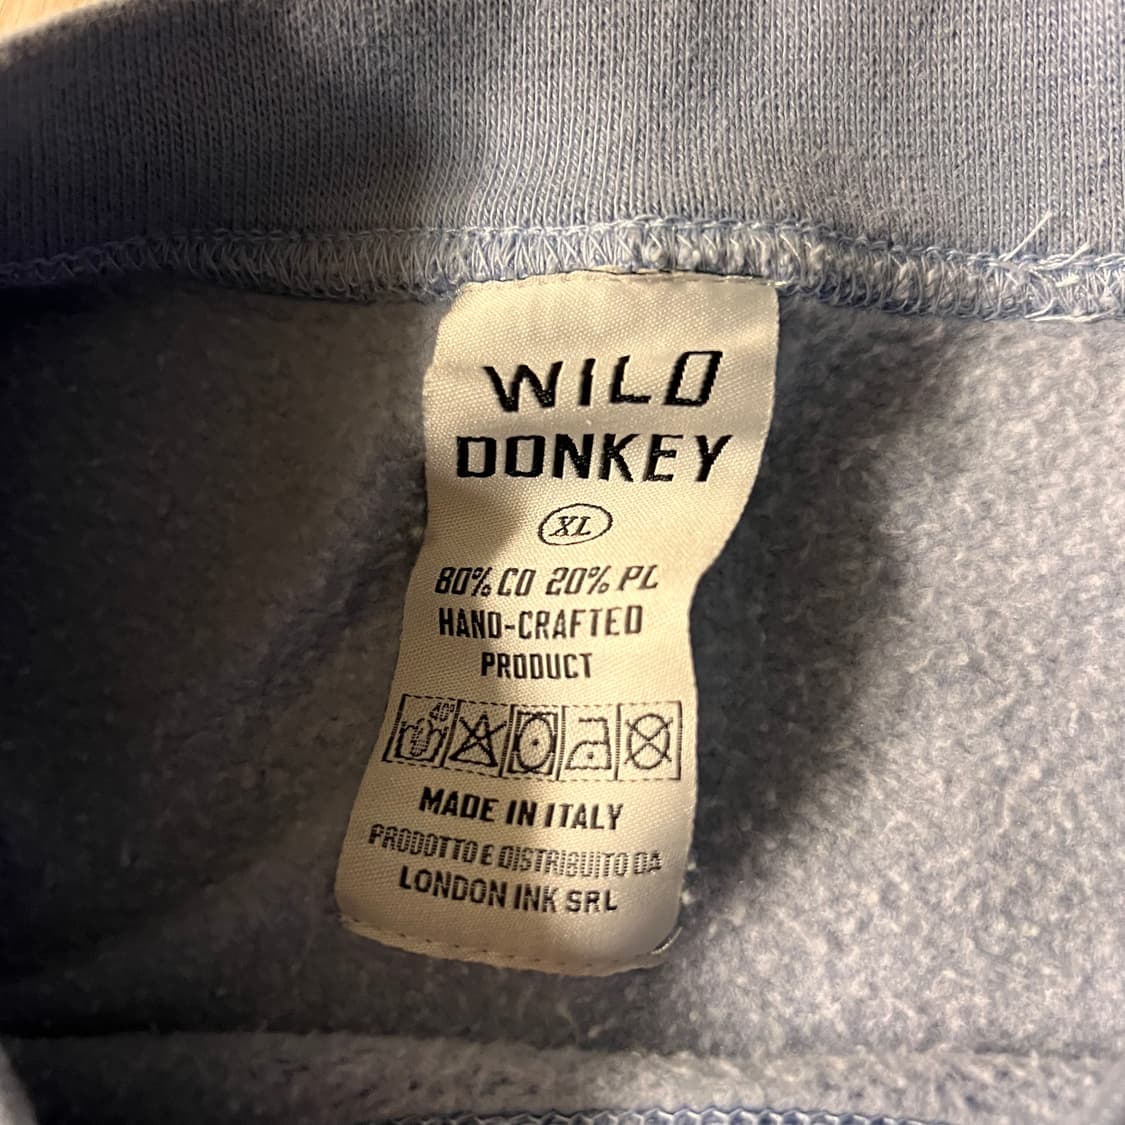 WILD
DONKEY
XL
80% CO 20% PL
HAND-CRAFTED
PRODUCT
40°
MADE IN ITALY
PRODOTTO E DISTRIBUITO DA
LONDON INK SRL